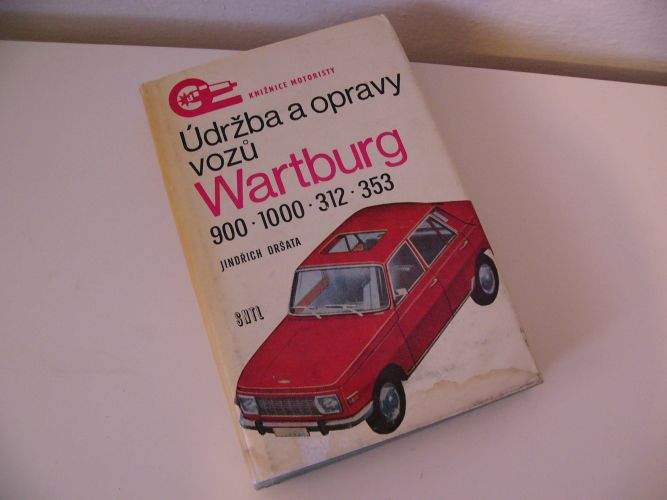 KNIŽNICE MOTORISTY
Údržba a opravy
vozů
Wartburg
900 · 1000 · 312 · 353
JINDŘICH DRŠATA
SNTL